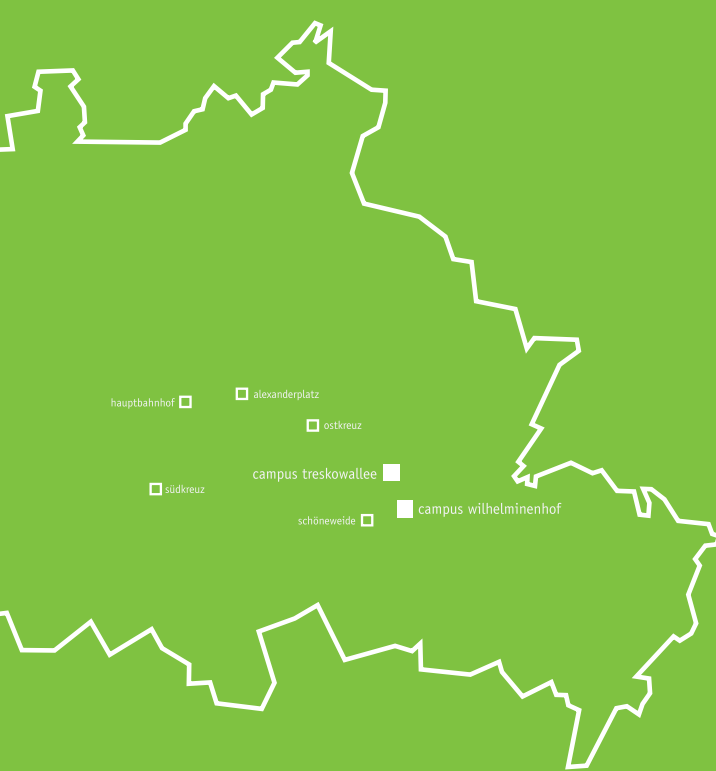 alexanderplatz
hauptbahnhof
ostkreuz
campus treskowallee
südkreuz
campus wilhelminenhof
schöneweide